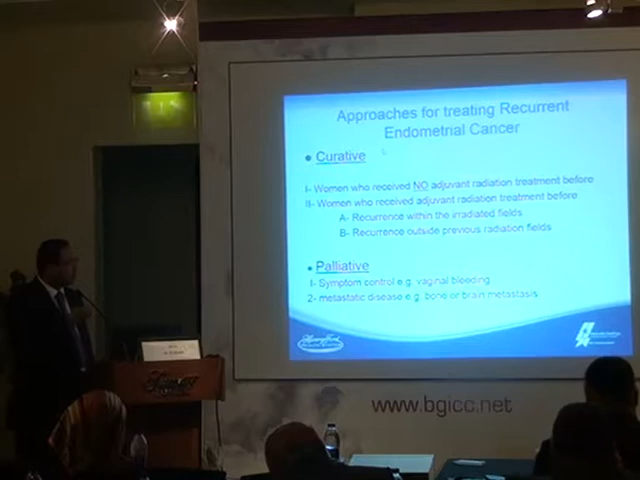 Approaches for treating Recurrent
Endometrial Cancer
• Curative
I- Women who received NO adjuvant radiation treatment before
II- Women who received adjuvant radiation treatment before
A- Recurrence within the irradiated fields
B- Recurrence outside previous radiation fields
• Palliative
1- Symptom control e.g. vaginal bleeding
2- metastatic disease e.g. bone or brain metastasis
www.bgicc.net